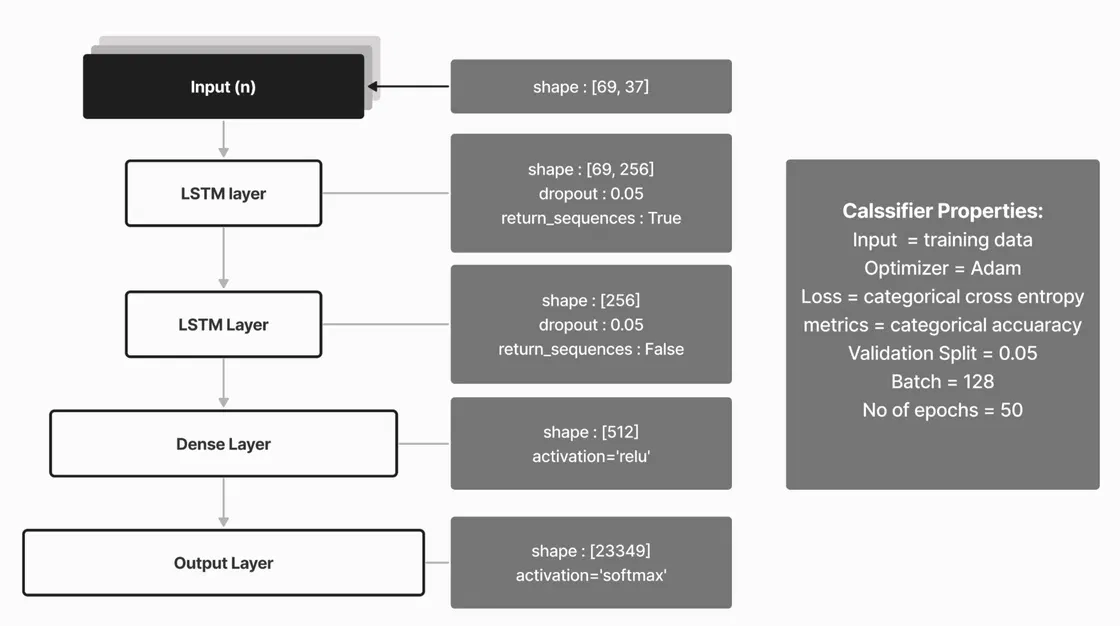 Input (n)
shape : [69, 37]
LSTM layer
shape : [69, 256]
dropout : 0.05
return_sequences : True
LSTM Layer
shape : [256]
dropout : 0.05
return_sequences : False
Dense Layer
shape : [512]
activation='relu'
Output Layer
shape : [23349]
activation='softmax'
Calssifier Properties:
Input = training data
Optimizer = Adam
Loss = categorical cross entropy
metrics = categorical accuaracy
Validation Split = 0.05
Batch = 128
No of epochs = 50